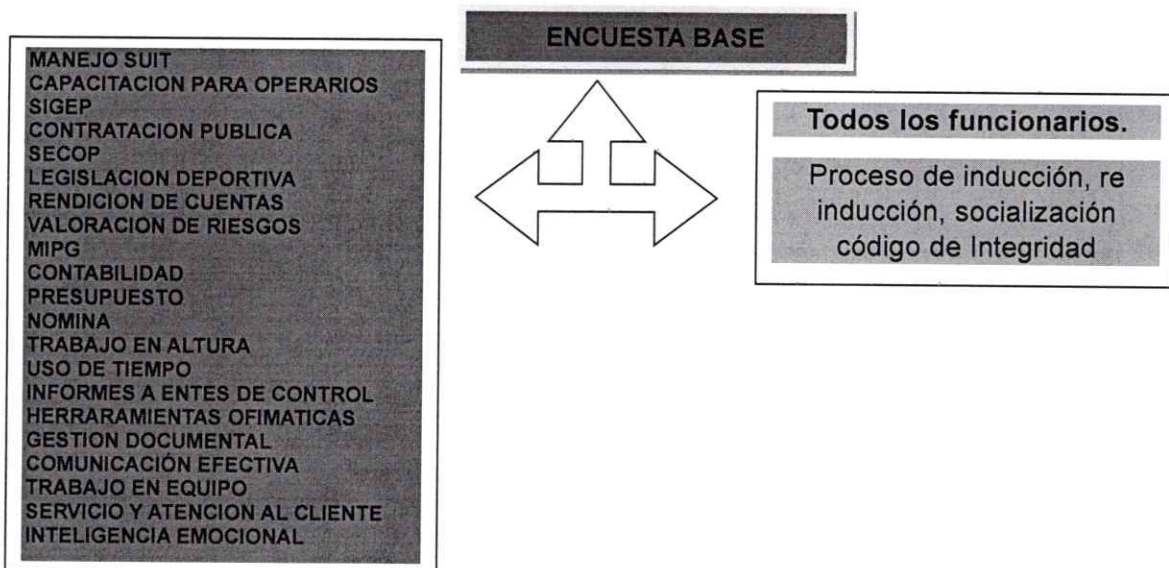 ENCUESTA BASE
MANEJO SUIT
CAPACITACION PARA OPERARIOS
SIGEP
CONTRATACION PUBLICA
SECOP
LEGISLACION DEPORTIVA
RENDICION DE CUENTAS
VALORACION DE RIESGOS
MIPG
CONTABILIDAD
PRESUPUESTO
NOMINA
TRABAJO EN ALTURA
USO DE TIEMPO
INFORMES A ENTES DE CONTROL
HERRARAMIENTAS OFIMATICAS
GESTION DOCUMENTAL
COMUNICACIÓN EFECTIVA
TRABAJO EN EQUIPO
SERVICIO Y ATENCION AL CLIENTE
INTELIGENCIA EMOCIONAL
Todos los funcionarios.
Proceso de inducción, re
inducción, socialización
código de Integridad